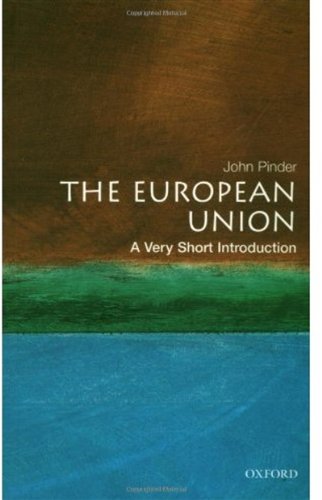 John Pinder
THE EUROPEAN
UNION
A Very Short Introduction
OXFORD